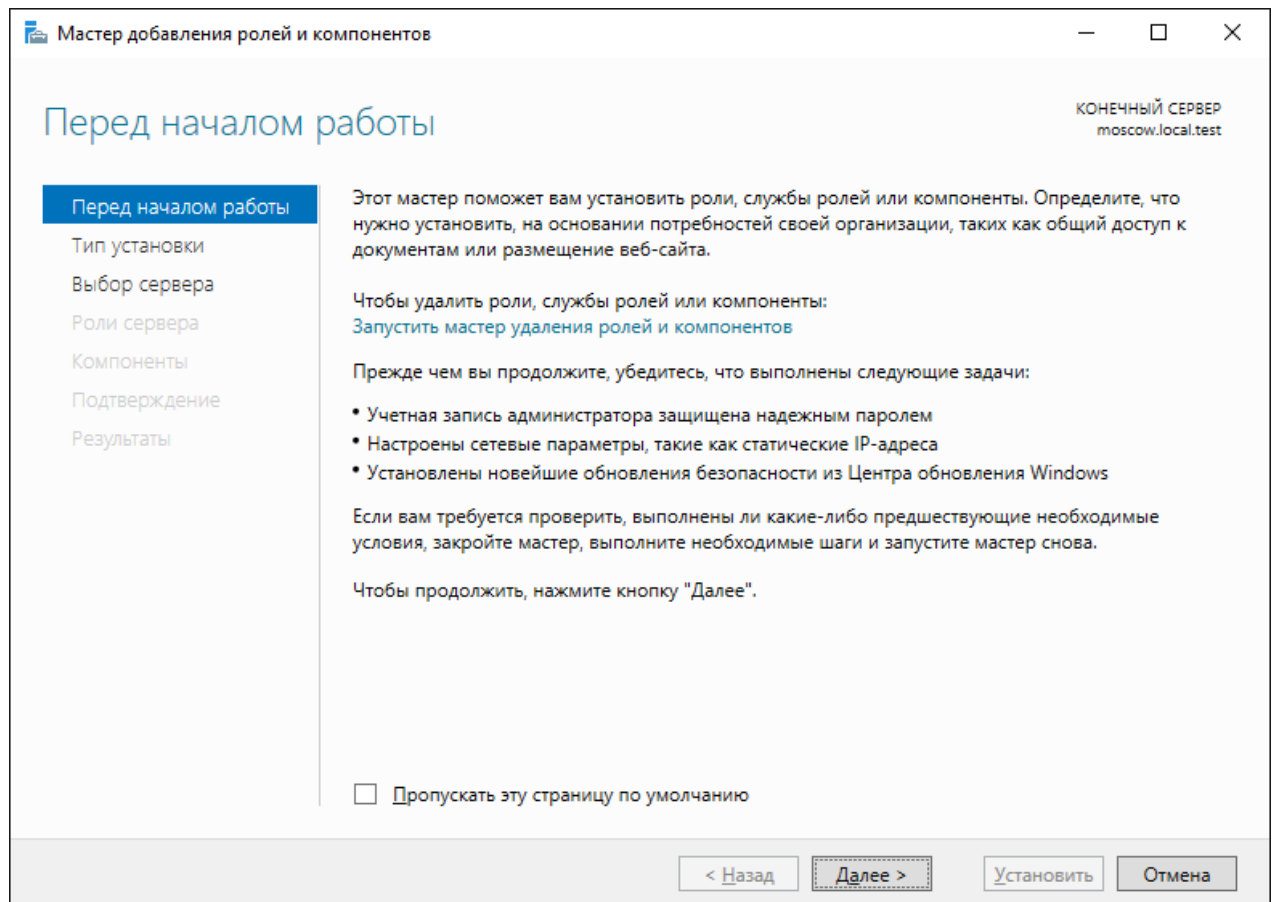 Мастер добавления ролей и компонентов
Перед началом работы
КОНЕЧНЫЙ СЕРВЕР
moscow.local.test
Перед началом работы
Тип установки
Выбор сервера
Роли сервера
Компоненты
Подтверждение
Результаты
Этот мастер поможет вам установить роли, службы ролей или компоненты. Определите, что
нужно установить, на основании потребностей своей организации, таких как общий доступ к
документам или размещение веб-сайта.
Чтобы удалить роли, службы ролей или компоненты:
Запустить мастер удаления ролей и компонентов
Прежде чем вы продолжите, убедитесь, что выполнены следующие задачи:
• Учетная запись администратора защищена надежным паролем
• Настроены сетевые параметры, такие как статические IP-адреса
• Установлены новейшие обновления безопасности из Центра обновления Windows
Если вам требуется проверить, выполнены ли какие-либо предшествующие необходимые
условия, закройте мастер, выполните необходимые шаги и запустите мастер снова.
Чтобы продолжить, нажмите кнопку "Далее".
Пропускать эту страницу по умолчанию
< Назад
Далее >
Установить
Отмена